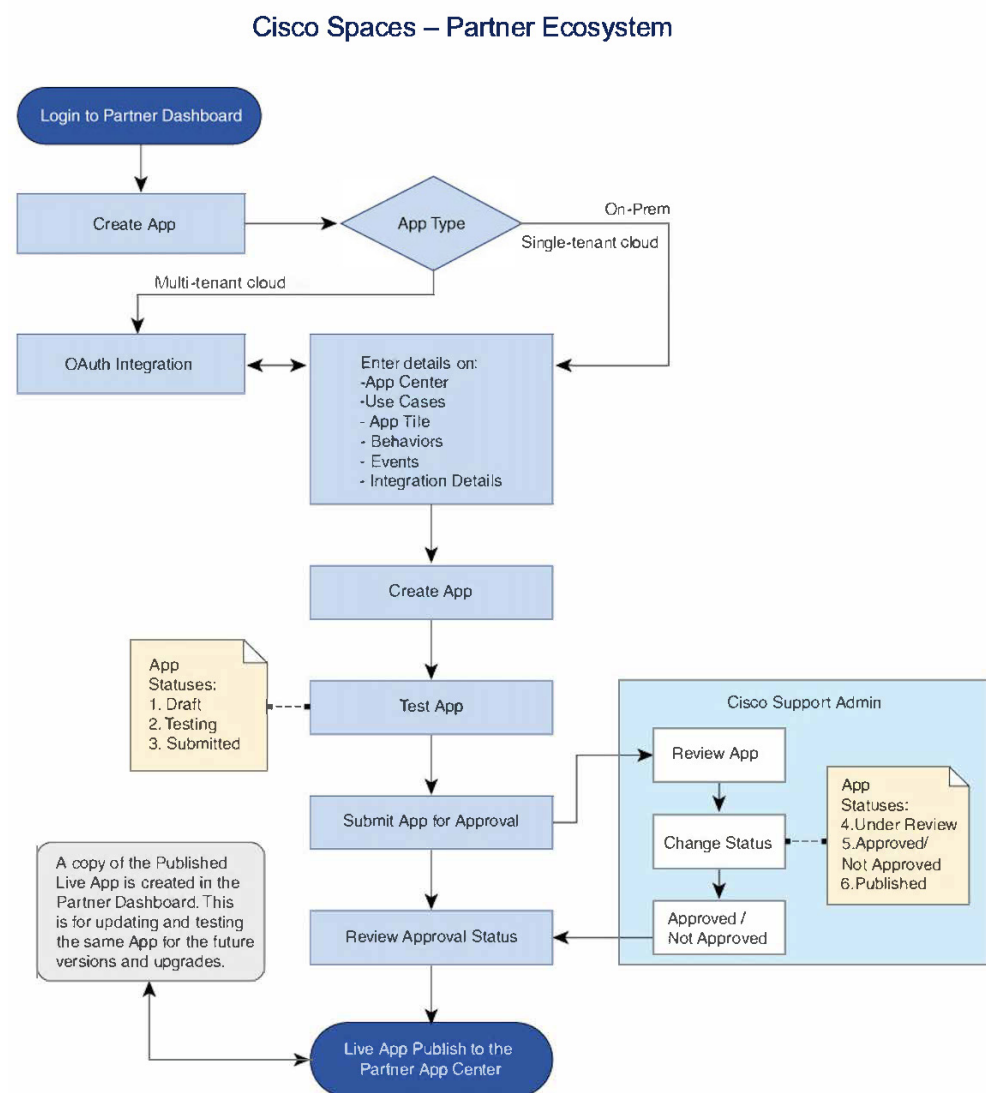 Cisco Spaces – Partner Ecosystem
Login to Partner Dashboard
Create App
App Type
On-Prem
Single-tenant cloud
Multi-tenant cloud
OAuth Integration
Enter details on:
-App Center
-Use Cases
- App Tile
- Behaviors
- Events
- Integration Details
Create App
App
Statuses:
1. Draft
2. Testing
3. Submitted
Test App
Cisco Support Admin
Review App
App
Statuses:
4.Under Review
5.Approved/
Not Approved
6.Published
Submit App for Approval
Change Status
A copy of the Published
Live App is created in the
Partner Dashboard. This
is for updating and testing
the same App for the future
versions and upgrades.
Review Approval Status
Approved /
Not Approved
Live App Publish to the
Partner App Center